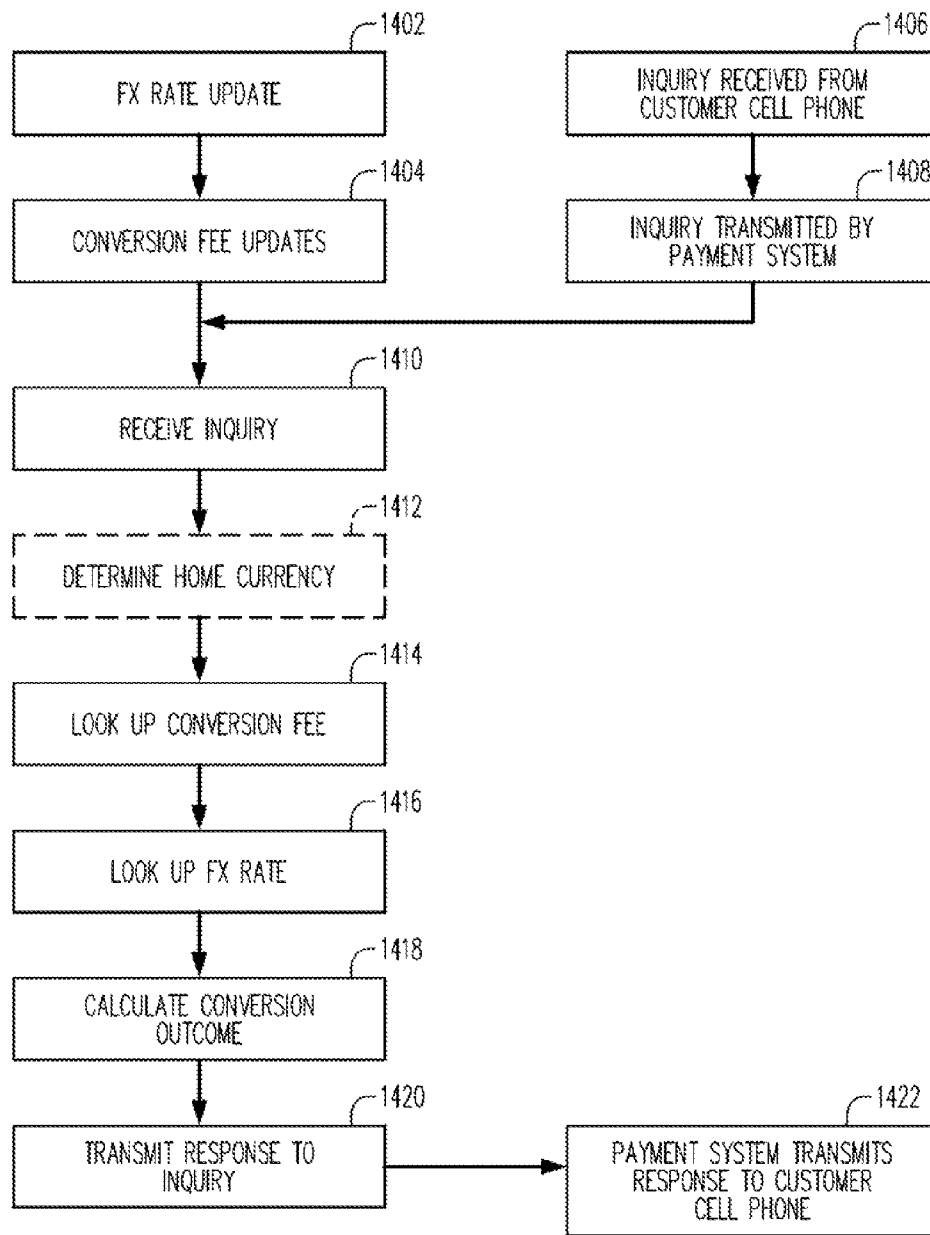 1402
FX RATE UPDATE
1406
INQUIRY RECEIVED FROM
CUSTOMER CELL PHONE
1404
CONVERSION FEE UPDATES
1408
INQUIRY TRANSMITTED BY
PAYMENT SYSTEM
1410
RECEIVE INQUIRY
1412
DETERMINE HOME CURRENCY
1414
LOOK UP CONVERSION FEE
1416
LOOK UP FX RATE
1418
CALCULATE CONVERSION
OUTCOME
1420
TRANSMIT RESPONSE TO
INQUIRY
1422
PAYMENT SYSTEM TRANSMITS
RESPONSE TO CUSTOMER
CELL PHONE